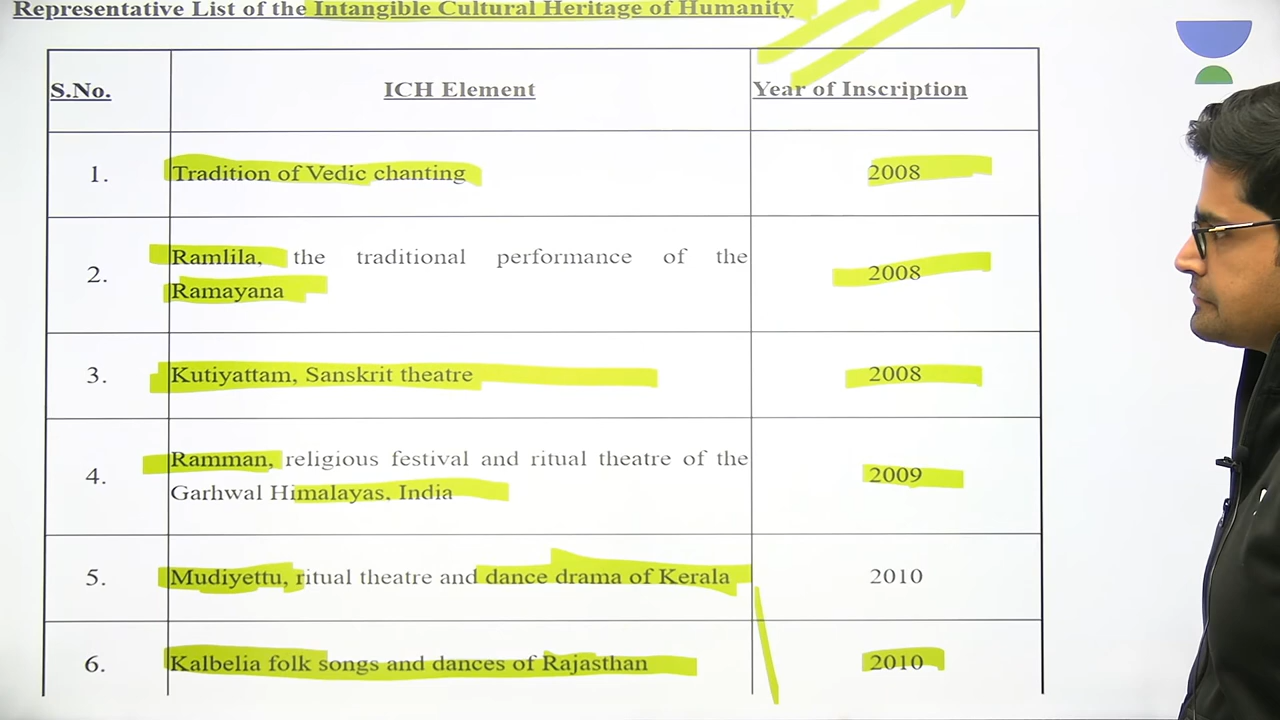 Representative List of the Intangible Cultural Heritage of Humanity
S.No. ICH Element Year of Inscription
1. Tradition of Vedic chanting 2008
2. Ramlila, the traditional performance of the Ramayana 2008
3. Kutiyattam, Sanskrit theatre 2008
4. Ramman, religious festival and ritual theatre of the Garhwal Himalayas, India 2009
5. Mudiyettu, ritual theatre and dance drama of Kerala 2010
6. Kalbelia folk songs and dances of Rajasthan 2010